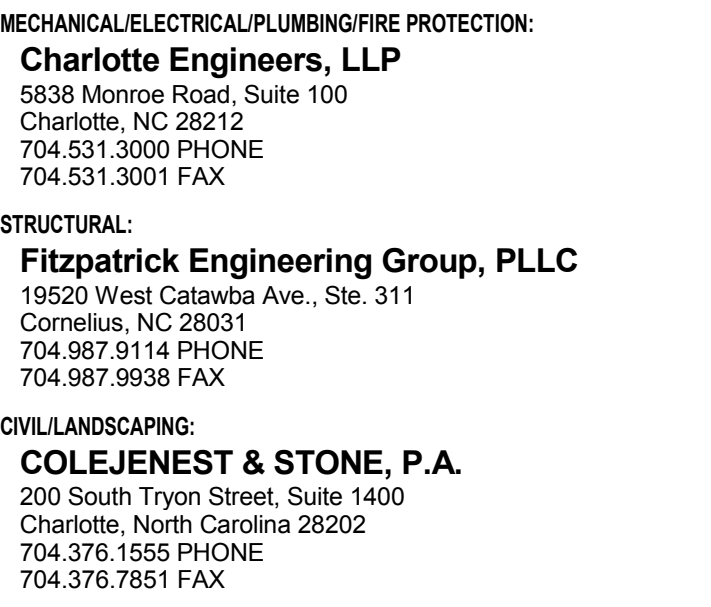 MECHANICAL/ELECTRICAL/PLUMBING/FIRE PROTECTION:
Charlotte Engineers, LLP
5838 Monroe Road, Suite 100
Charlotte, NC 28212
704.531.3000 PHONE
704.531.3001 FAX
STRUCTURAL:
Fitzpatrick Engineering Group, PLLC
19520 West Catawba Ave., Ste. 311
Cornelius, NC 28031
704.987.9114 PHONE
704.987.9938 FAX
CIVIL/LANDSCAPING:
COLEJENEST & STONE, P.A.
200 South Tryon Street, Suite 1400
Charlotte, North Carolina 28202
704.376.1555 PHONE
704.376.7851 FAX